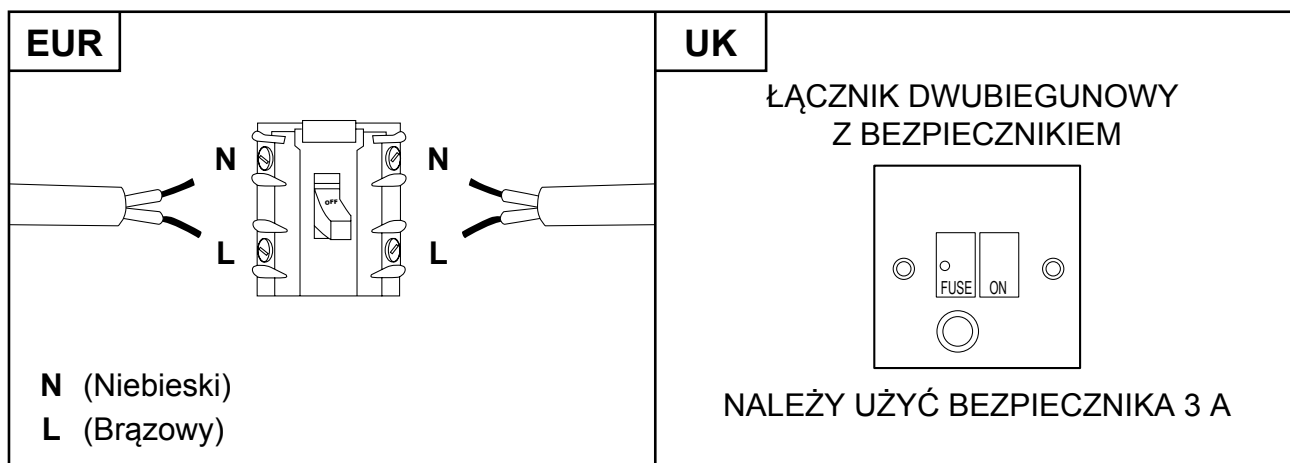 EUR
N
N
OFF
L
L
N (Niebieski)
L (Brązowy)
UK
ŁĄCZNIK DWUBIEGUNOWY
Z BEZPIECZNIKIEM
FUSE ON
NALEŻY UŻYĆ BEZPIECZNIKA 3 A